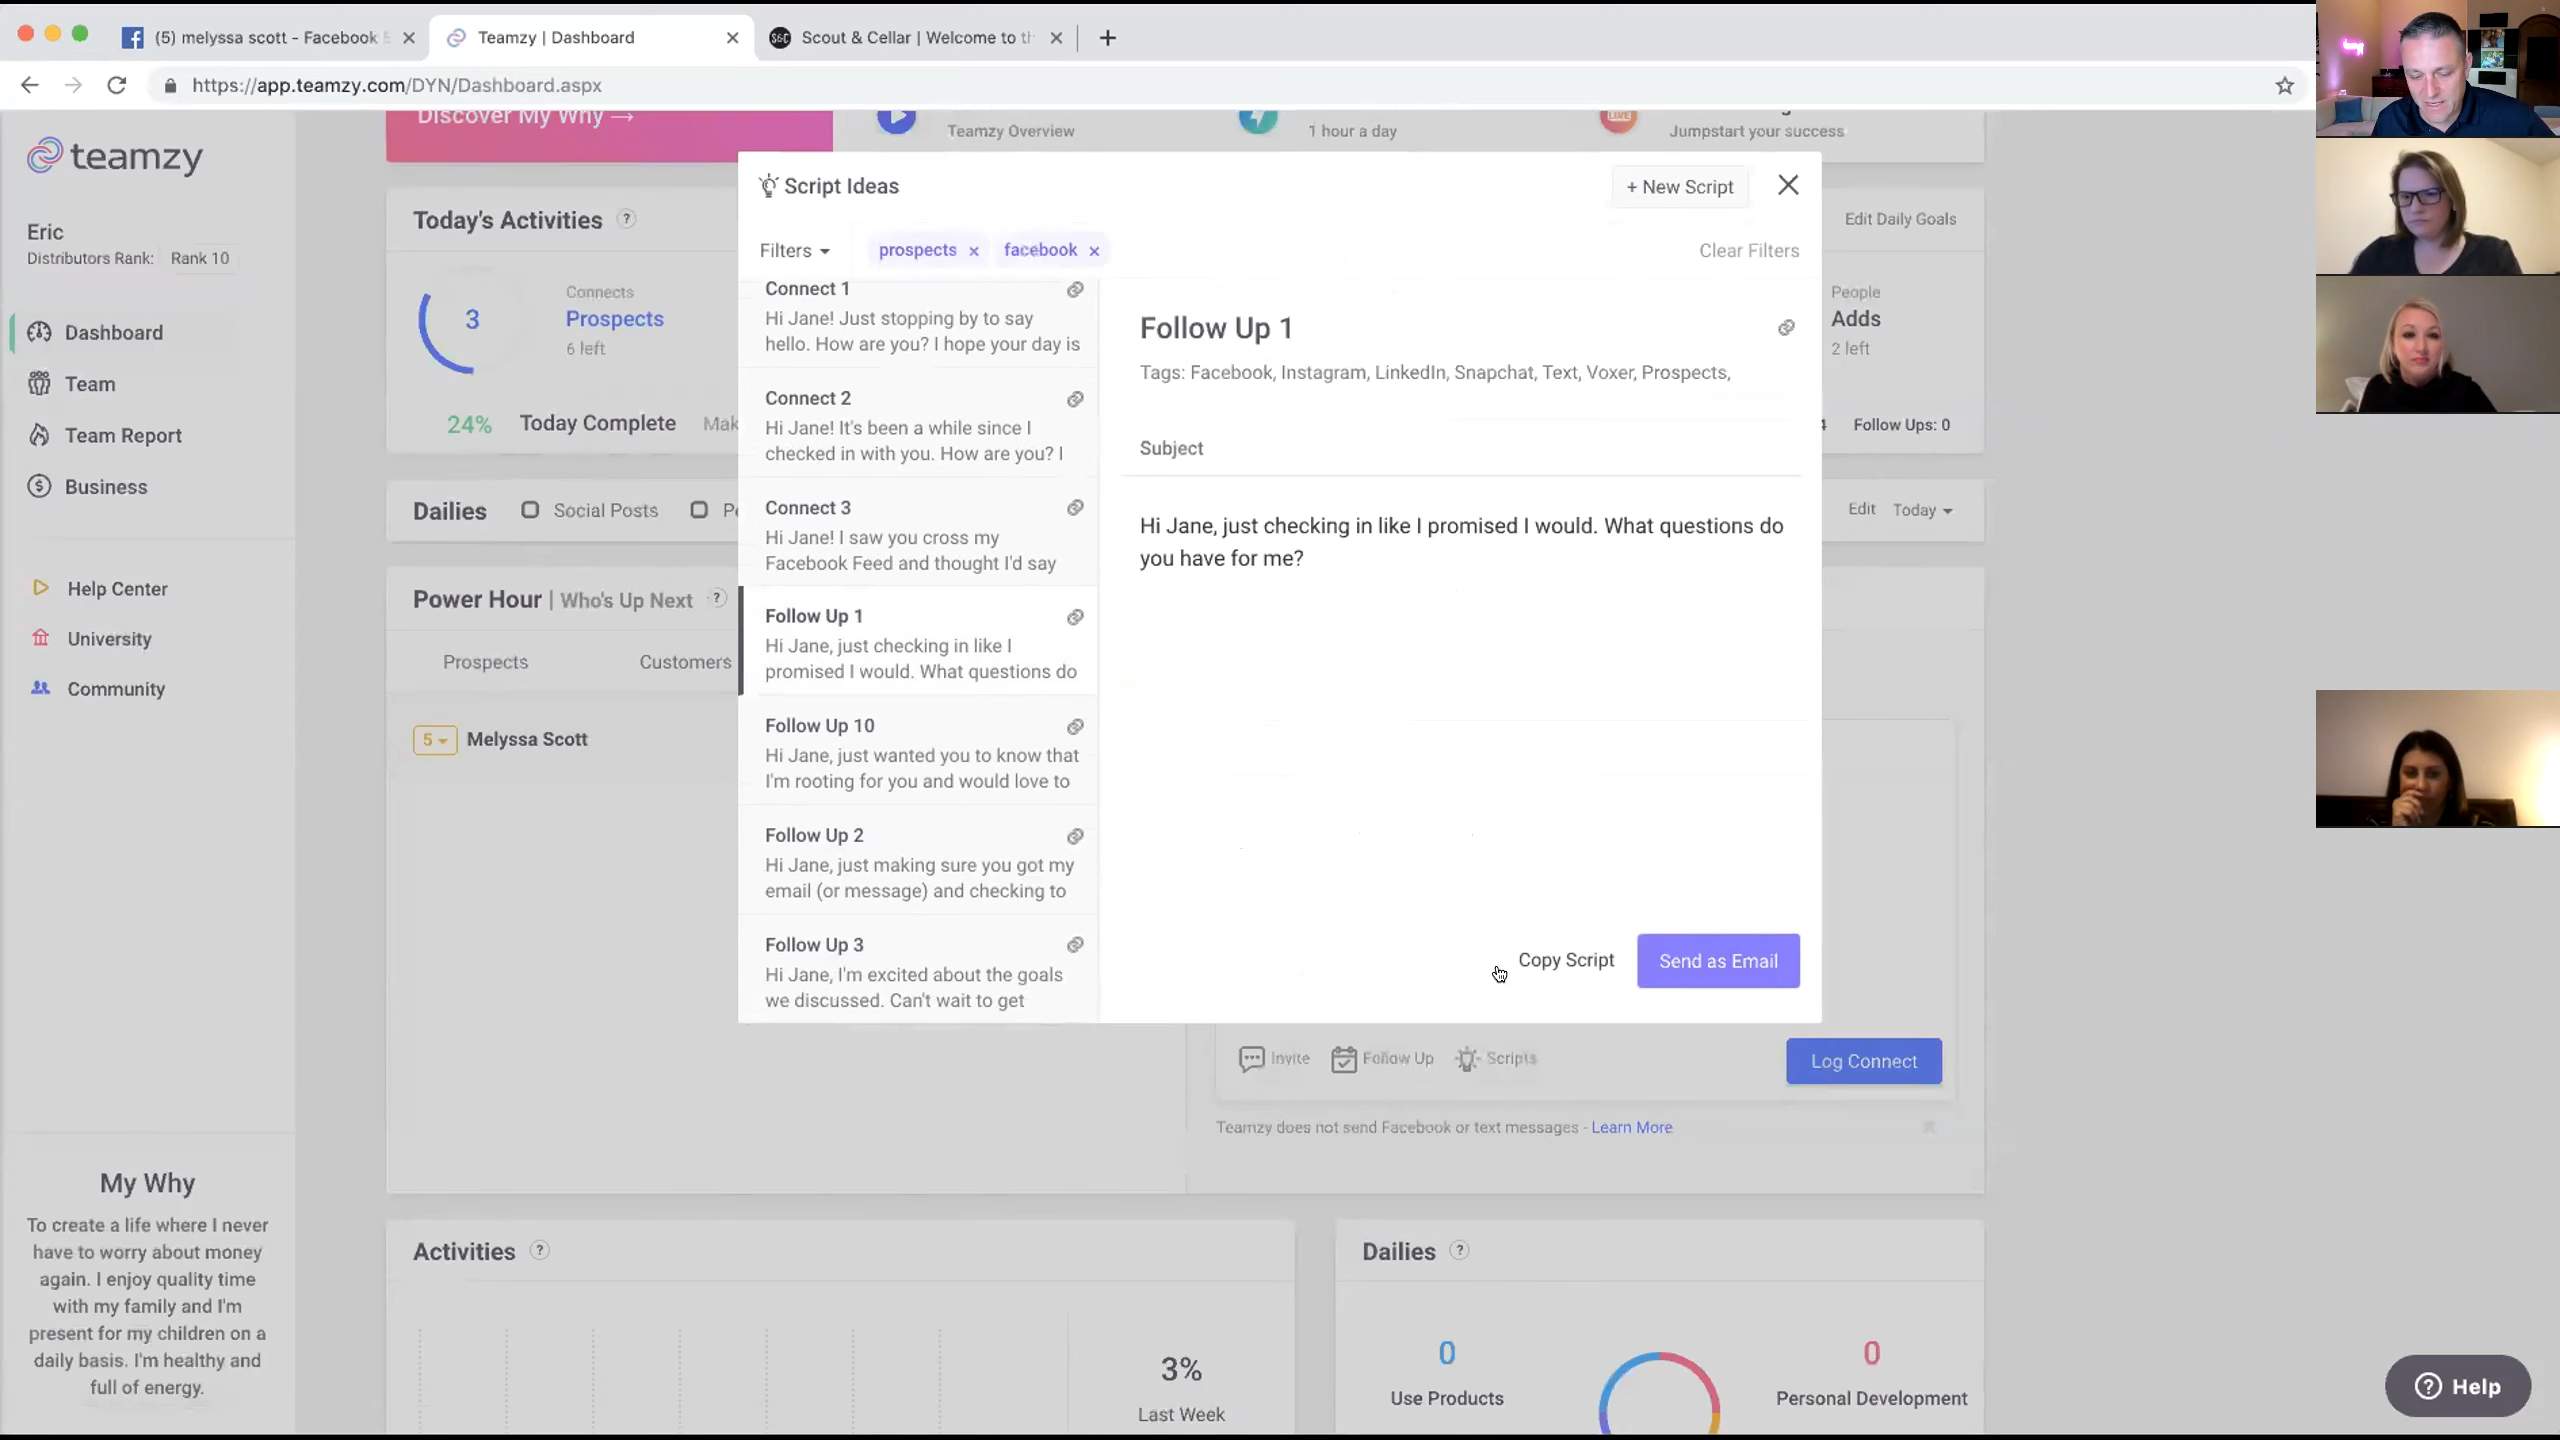 (5) melyssa scott - Facebook
Teamzy | Dashboard
S&C Scout & Cellar | Welcome to th
https://app.teamzy.com/DYN/Dashboard.aspx
Discover My Why →
Teamzy Overview
1 hour a day
LIVE
Jumpstart your success
teamzy
Eric
Distributors Rank: Rank 10
Dashboard
Team
Team Report
Business
Help Center
University
Community
My Why
To create a life where I never
have to worry about money
again. I enjoy quality time
with my family and I'm
present for my children on a
daily basis. I'm healthy and
full of energy.
Today's Activities ?
3
Connects
Prospects
6 left
24% Today Complete Mak
Edit Daily Goals
People
Adds
2 left
4 Follow Ups: 0
Dailies Social Posts Pe
Edit Today
Power Hour | Who's Up Next ?
Prospects Customers
5 Melyssa Scott
Script Ideas
+ New Script
Filters prospects × facebook ×
Clear Filters
Connect 1
Hi Jane! Just stopping by to say
hello. How are you? I hope your day is
Connect 2
Hi Jane! It's been a while since I
checked in with you. How are you? I
Connect 3
Hi Jane! I saw you cross my
Facebook Feed and thought I'd say
Follow Up 1
Hi Jane, just checking in like I
promised I would. What questions do
Follow Up 10
Hi Jane, just wanted you to know that
I'm rooting for you and would love to
Follow Up 2
Hi Jane, just making sure you got my
email (or message) and checking to
Follow Up 3
Hi Jane, I'm excited about the goals
we discussed. Can't wait to get
Follow Up 1
Tags: Facebook, Instagram, LinkedIn, Snapchat, Text, Voxer, Prospects,
Subject
Hi Jane, just checking in like I promised I would. What questions do
you have for me?
Copy Script
Send as Email
Invite Follow Up Scripts
Log Connect
Teamzy does not send Facebook or text messages - Learn More
Activities ?
3%
Last Week
Dailies ?
0
Use Products
0
Personal Development
? Help